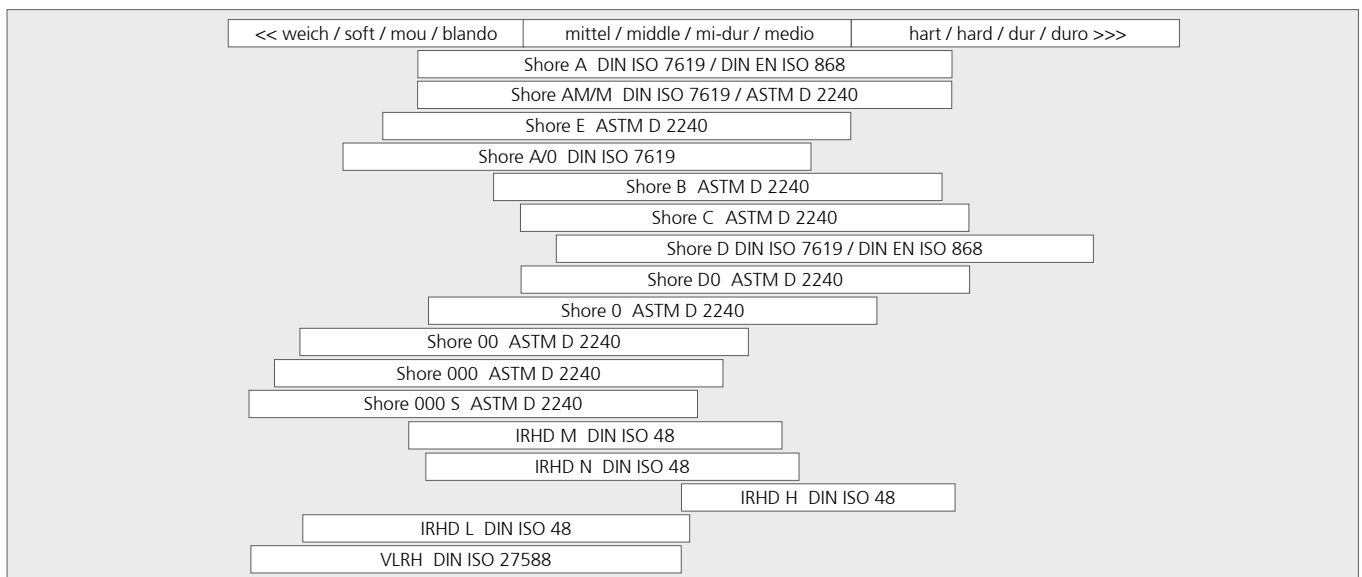 << weich / soft / mou / blando mittel / middle / mi-dur / medio hart / hard / dur / duro >>>
Shore A DIN ISO 7619 / DIN EN ISO 868
Shore AM/M DIN ISO 7619 / ASTM D 2240
Shore E ASTM D 2240
Shore A/0 DIN ISO 7619
Shore B ASTM D 2240
Shore C ASTM D 2240
Shore D DIN ISO 7619 / DIN EN ISO 868
Shore D0 ASTM D 2240
Shore 0 ASTM D 2240
Shore 00 ASTM D 2240
Shore 000 ASTM D 2240
Shore 000 S ASTM D 2240
IRHD M DIN ISO 48
IRHD N DIN ISO 48
IRHD H DIN ISO 48
IRHD L DIN ISO 48
VLRH DIN ISO 27588